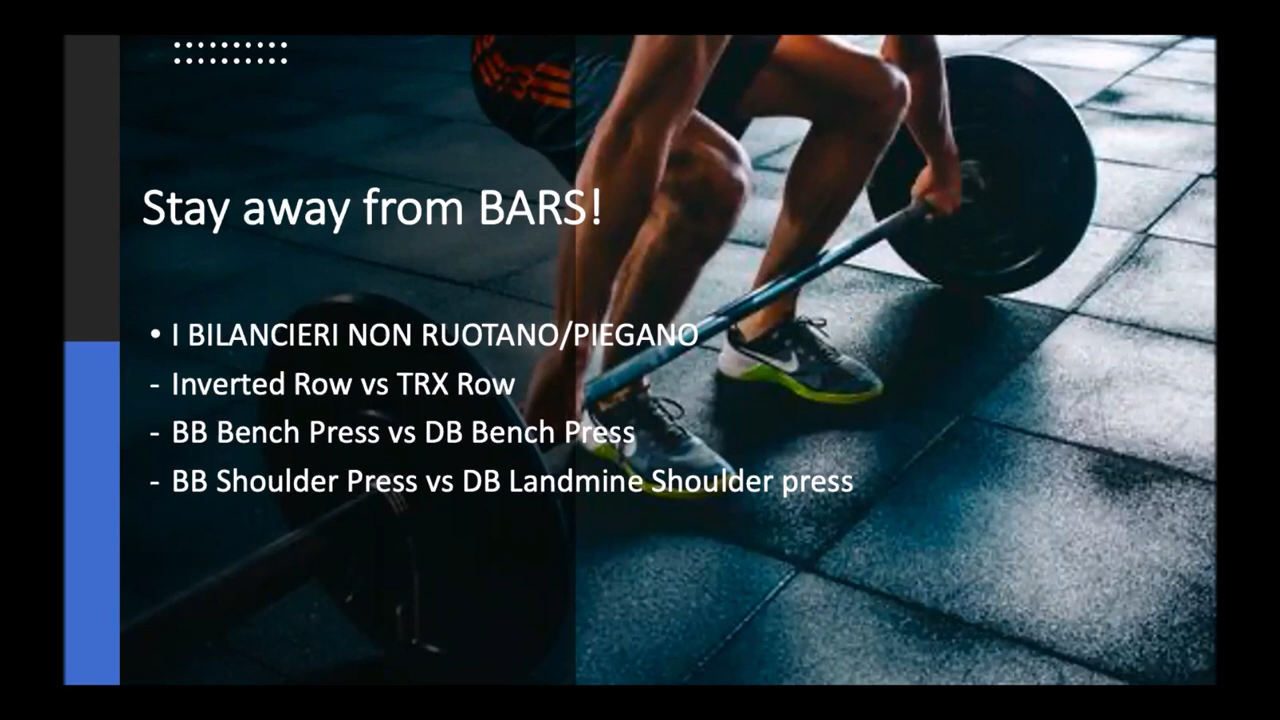 Stay away from BARS!
• I BILANCIERI NON RUOTANO/PIEGANO
- Inverted Row vs TRX Row
- BB Bench Press vs DB Bench Press
- BB Shoulder Press vs DB Landmine Shoulder press